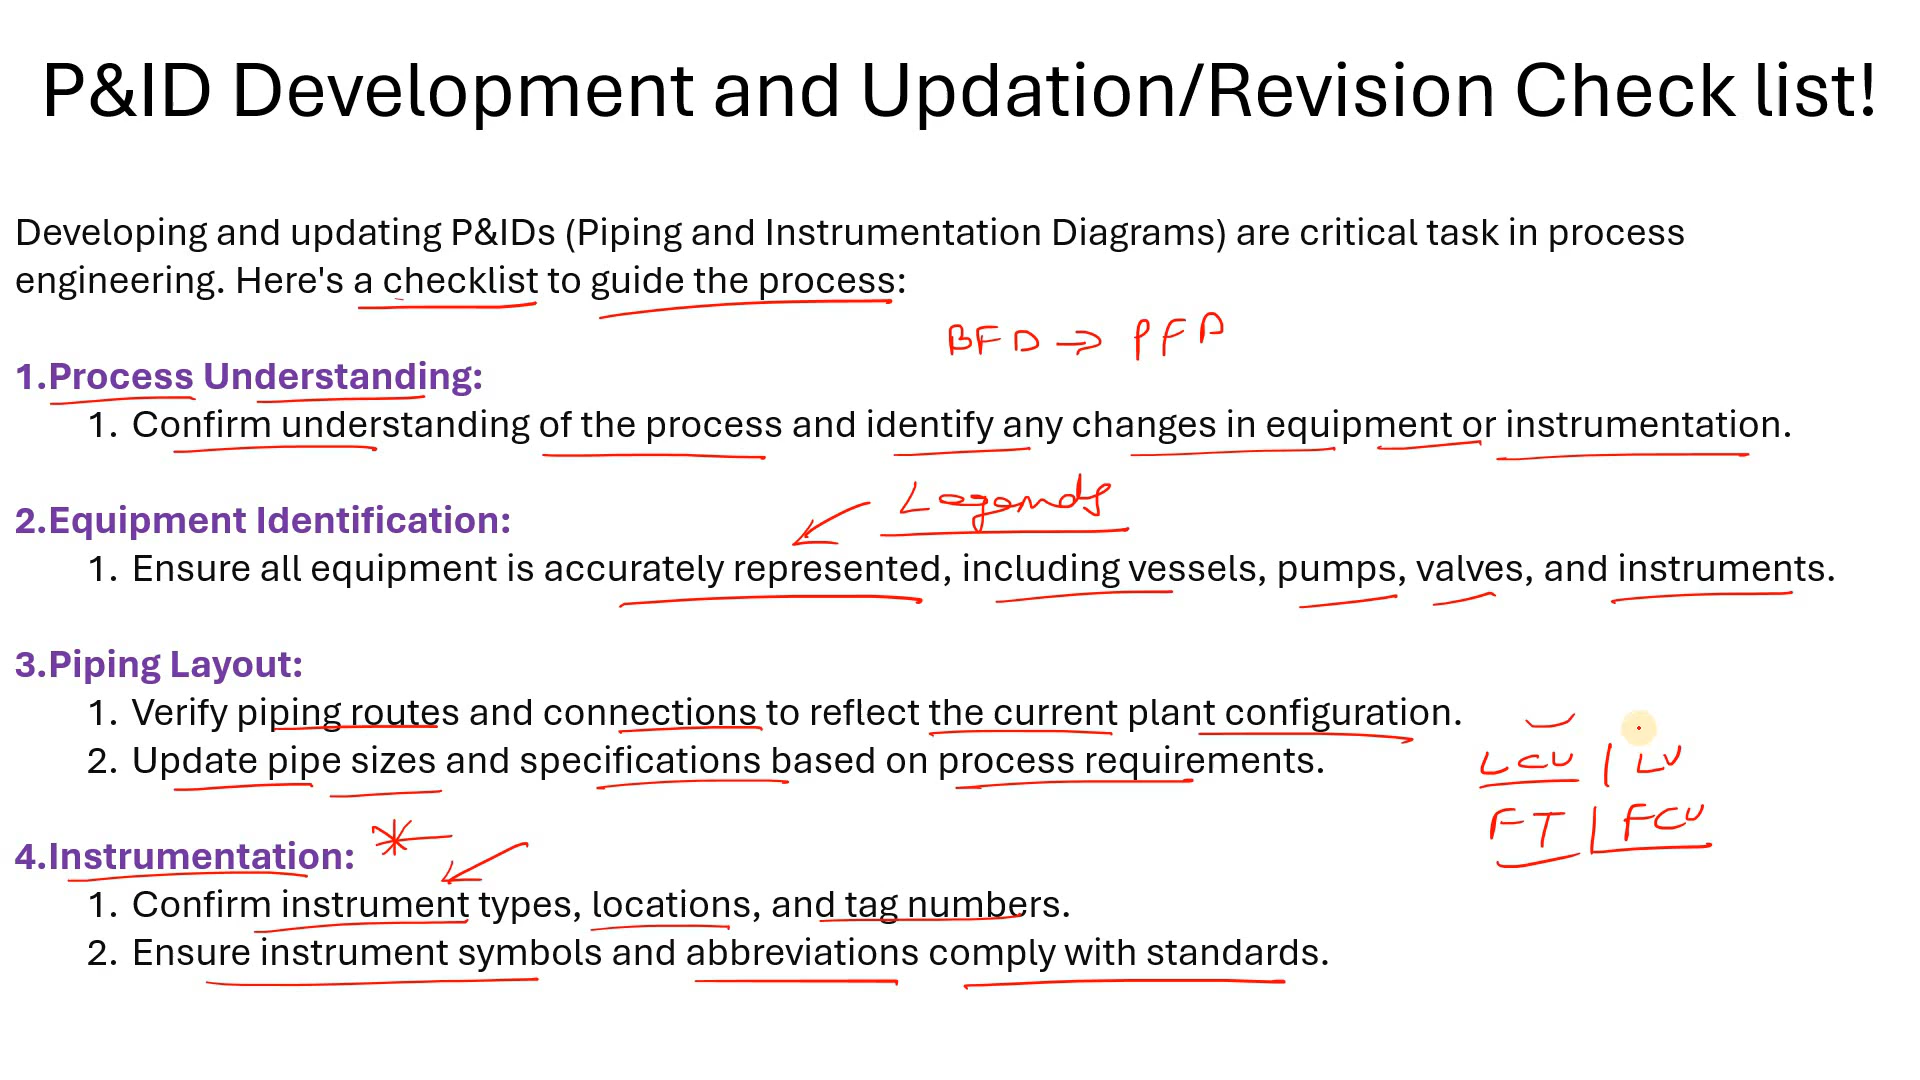 P&ID Development and Updation/Revision Check list!
Developing and updating P&IDs (Piping and Instrumentation Diagrams) are critical task in process
engineering. Here's a checklist to guide the process:
BFD → PFD
1.Process Understanding:
1. Confirm understanding of the process and identify any changes in equipment or instrumentation.
Legends
2.Equipment Identification:
1. Ensure all equipment is accurately represented, including vessels, pumps, valves, and instruments.
3.Piping Layout:
1. Verify piping routes and connections to reflect the current plant configuration.
2. Update pipe sizes and specifications based on process requirements.
LCV | LV
FT | FCV
4.Instrumentation:
1. Confirm instrument types, locations, and tag numbers.
2. Ensure instrument symbols and abbreviations comply with standards.